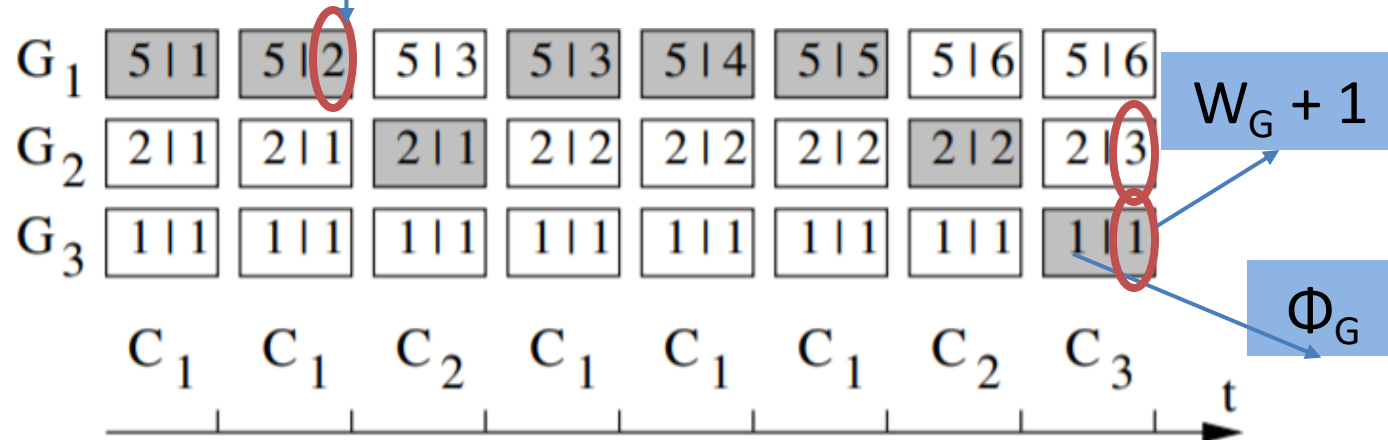 G1 5|1 5|2 5|3 5|3 5|4 5|5 5|6 5|6
WG + 1
G2 2|1 2|1 2|1 2|2 2|2 2|2 2|2 2|3
G3 1|1 1|1 1|1 1|1 1|1 1|1 1|1 1|1
ΦG
C1 C1 C2 C1 C1 C1 C2 C3
t